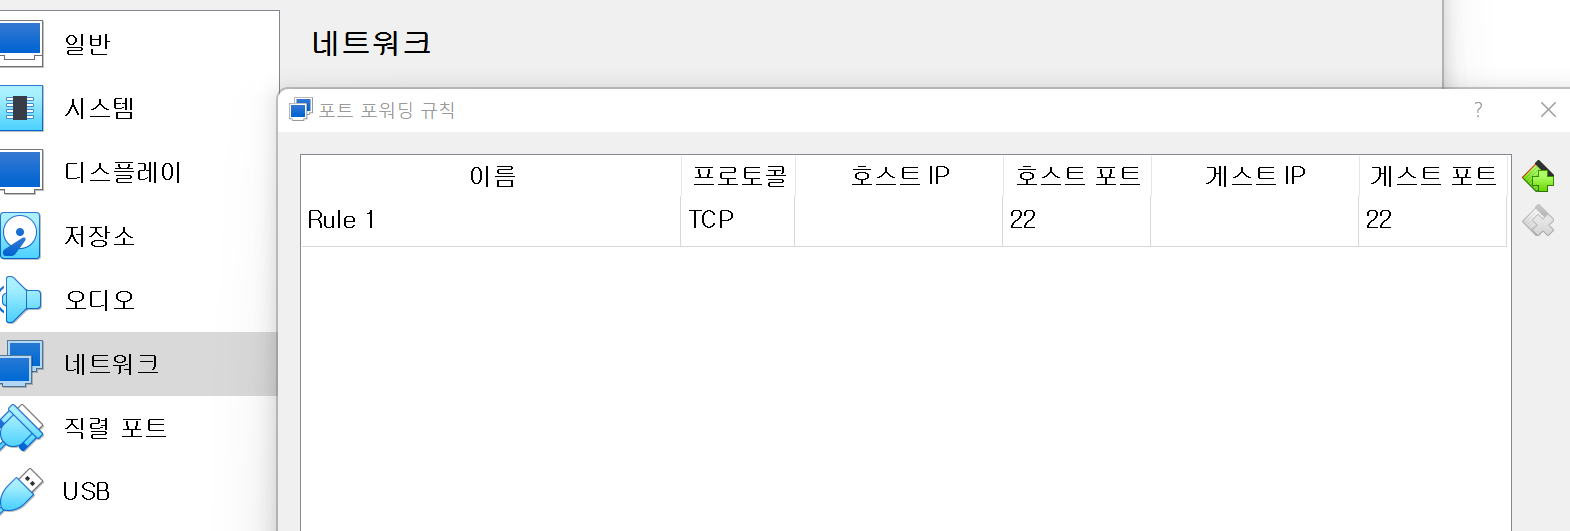 일반
시스템
디스플레이
저장소
오디오
네트워크
직렬 포트
USB
네트워크
포트 포워딩 규칙 ?
이름 프로토콜 호스트 IP 호스트 포트 게스트 IP 게스트 포트
Rule 1 TCP 22 22